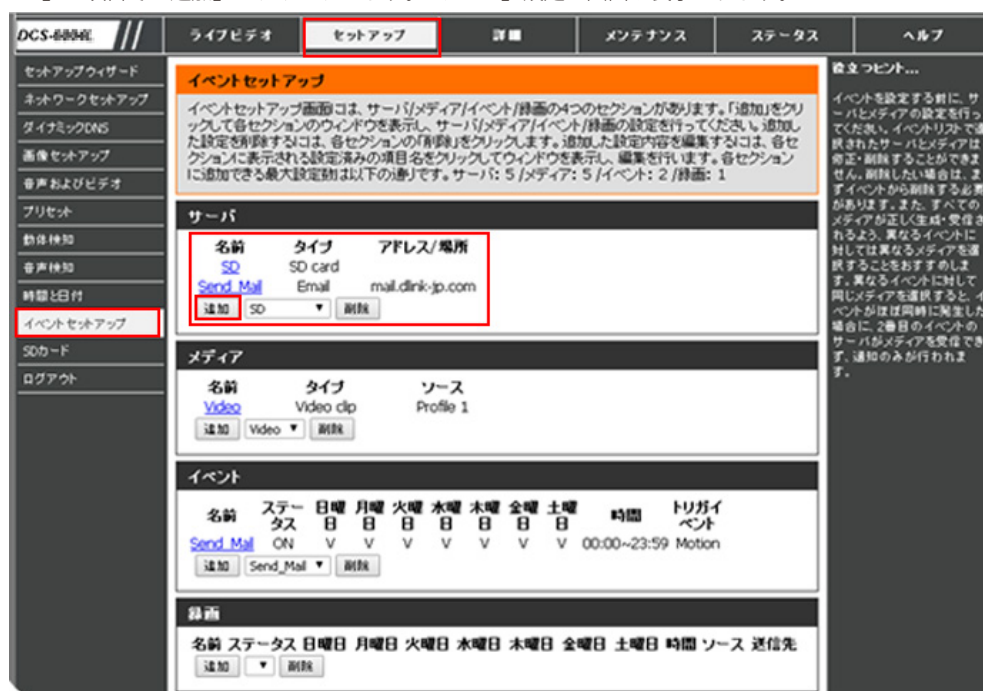 ライブビデオ
セットアップ
詳細
メンテナンス
ステータス
ヘルプ
セットアップウィザード
ネットワークセットアップ
ダイナミックDNS
画像セットアップ
音声およびビデオ
プリセット
動体検知
音声検知
時間と日付
イベントセットアップ
SDカード
ログアウト
イベントセットアップ
イベントセットアップ画面には、サーバ/メディア/イベント/録画の4つのセクションがあります。「追加」をクリ
ックして各セクションのウィンドウを表示し、サーバ/メディア/イベント/録画の設定を行ってください。追加し
た設定を削除するには、各セクションの「削除」をクリックします。追加した設定内容を編集するには、各セ
クションに表示される設定済みの項目名をクリックしてウィンドウを表示し、編集を行います。各セクション
に追加できる最大設定数は以下の通りです。サーバ: 5 /メディア: 5 /イベント: 2 /録画: 1
サーバ
名前 タイプ アドレス/場所
SD SD card
Send_Mail Email mail.dlink-jp.com
追加 SD 削除
メディア
名前 タイプ ソース
Video Video clip Profile 1
追加 Video 削除
イベント
名前 ステータス 日曜日 月曜日 火曜日 水曜日 木曜日 金曜日 土曜日 時間 トリガイベント
Send_Mail ON V V V V V V V 00:00~23:59 Motion
追加 Send_Mail 削除
録画
名前 ステータス 日曜日 月曜日 火曜日 水曜日 木曜日 金曜日 土曜日 時間 ソース 送信先
追加 削除
役立つヒント...
イベントを設定する前に、サ
ーバとメディアの設定を行っ
てください。イベントリストで選
択されたサーバとメディアは
修正・削除することができま
せん。削除したい場合は、ま
ずイベントから削除する必要
があります。また、すべての
メディアが正しく生成・受信さ
れるよう、異なるイベントに
対しては異なるメディアを選
択することをおすすめしま
す。異なるイベントに対して
同じメディアを選択すると、イ
ベントがほぼ同時に発生した
場合に、2番目のイベントの
サーバがメディアを受信でき
ず、通知のみが行われま
す。